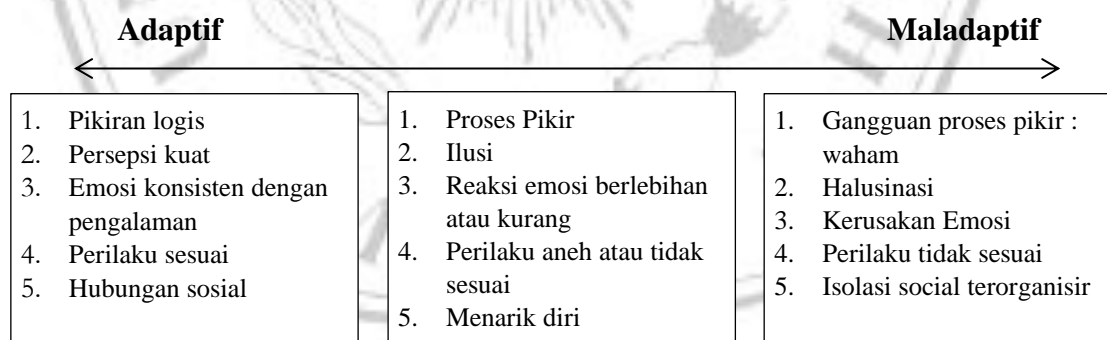 Adaptif
Maladaptif
1. Pikiran logis
2. Persepsi kuat
3. Emosi konsisten dengan
pengalaman
4. Perilaku sesuai
5. Hubungan sosial
1. Proses Pikir
2. Ilusi
3. Reaksi emosi berlebihan
atau kurang
4. Perilaku aneh atau tidak
sesuai
5. Menarik diri
1. Gangguan proses pikir :
waham
2. Halusinasi
3. Kerusakan Emosi
4. Perilaku tidak sesuai
5. Isolasi social terorganisir